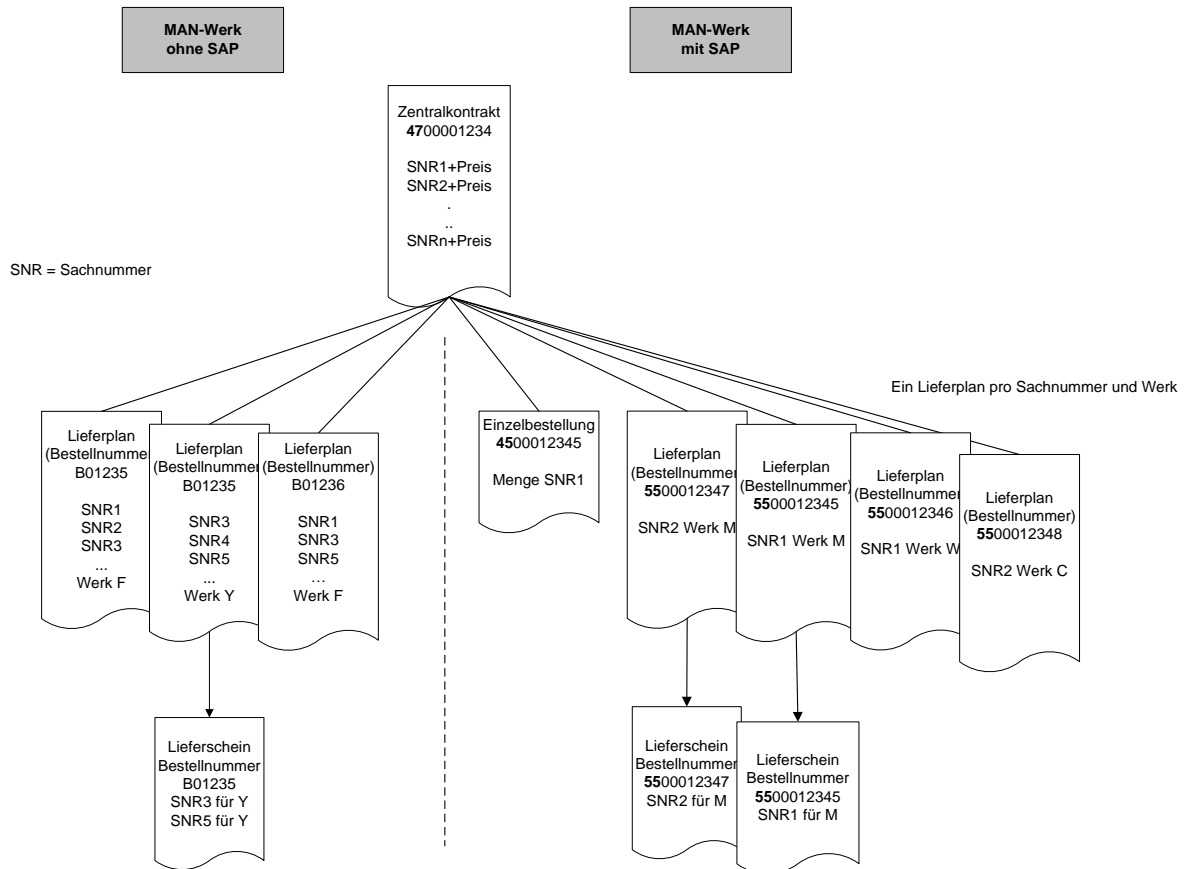 MAN-Werk
ohne SAP
MAN-Werk
mit SAP
Zentralkontrakt
4700001234
SNR1+Preis
SNR2+Preis
.
..
SNRn+Preis
SNR = Sachnummer
Ein Lieferplan pro Sachnummer und Werk
Lieferplan
(Bestellnummer
B01235
SNR1
SNR2
SNR3
...
Werk F
Lieferplan
(Bestellnummer)
B01235
SNR3
SNR4
SNR5
...
Werk Y
Lieferplan
(Bestellnummer)
B01236
SNR1
SNR3
SNR5
...
Werk F
Einzelbestellung
4500012345
Menge SNR1
Lieferplan
(Bestellnummer)
5500012347
SNR2 Werk M
Lieferplan
(Bestellnummer)
5500012345
SNR1 Werk M
Lieferplan
(Bestellnummer)
5500012346
SNR1 Werk W
Lieferplan
(Bestellnummer)
5500012348
SNR2 Werk C
Lieferschein
Bestellnummer
B01235
SNR3 für Y
SNR5 für Y
Lieferschein
Bestellnummer
5500012347
SNR2 für M
Lieferschein
Bestellnummer
5500012345
SNR1 für M